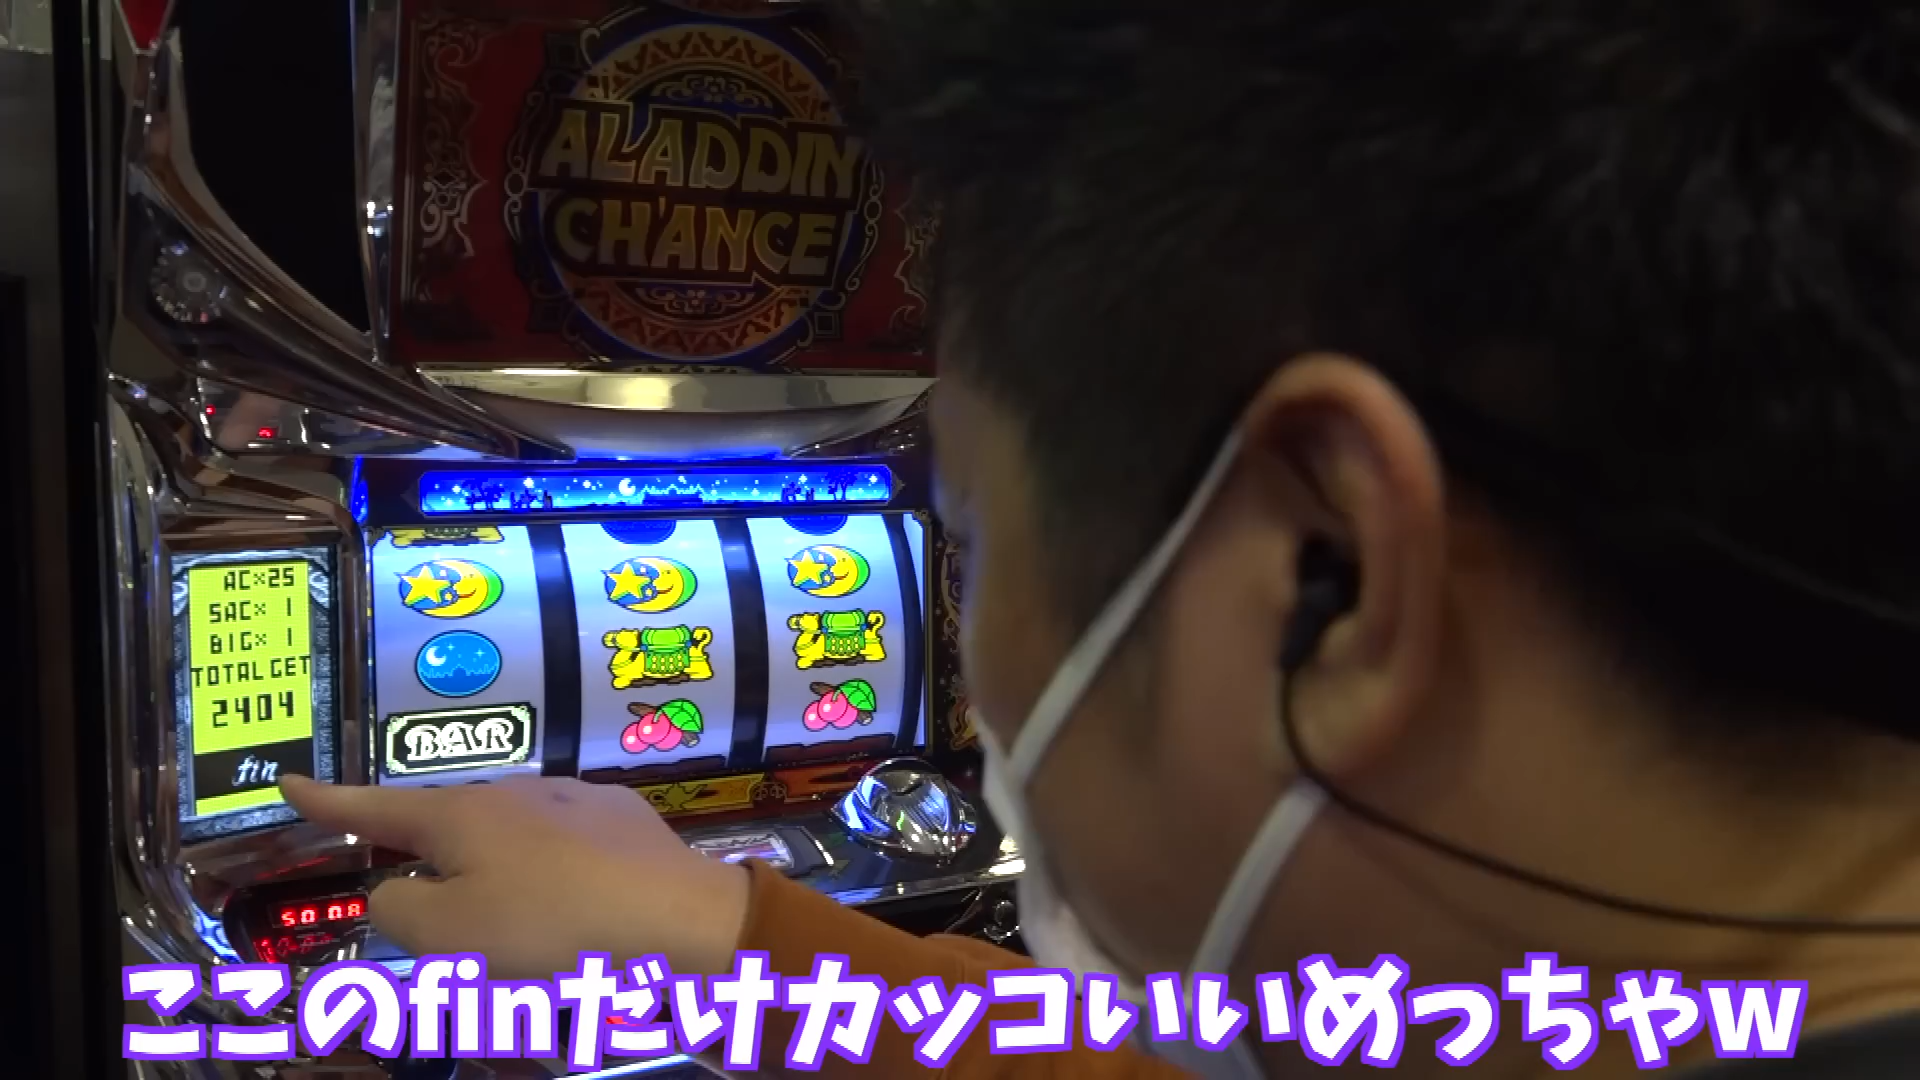 ALADDIN
CHANCE
AC×25
SAC× 1
BIG× 1
TOTAL GET
2404
fin
BAR
50
ここのfinだけカッコいいめっちゃw